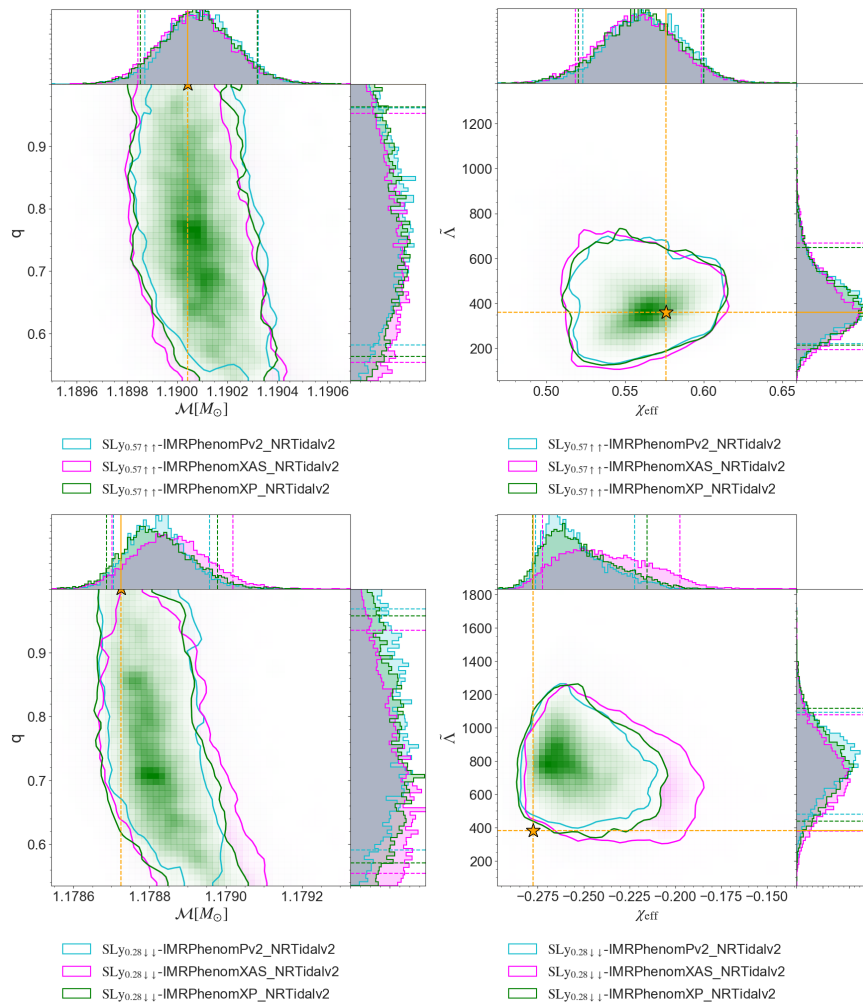 0.9
0.8
0.7
0.6
q
1.1896 1.1898 1.1900 1.1902 1.1904 1.1906
ℳ[M⊙]
1200
1000
800
600
400
200
Λ̃
0.50 0.55 0.60 0.65
χeff
SLy0.57↑↑-IMRPhenomPv2_NRTidalv2
SLy0.57↑↑-IMRPhenomXAS_NRTidalv2
SLy0.57↑↑-IMRPhenomXP_NRTidalv2
SLy0.57↑↑-IMRPhenomPv2_NRTidalv2
SLy0.57↑↑-IMRPhenomXAS_NRTidalv2
SLy0.57↑↑-IMRPhenomXP_NRTidalv2
0.9
0.8
0.7
0.6
q
1.1786 1.1788 1.1790 1.1792
ℳ[M⊙]
1800
1600
1400
1200
1000
800
600
400
200
Λ̃
−0.275 −0.250 −0.225 −0.200 −0.175 −0.150
χeff
SLy0.28↓↓-IMRPhenomPv2_NRTidalv2
SLy0.28↓↓-IMRPhenomXAS_NRTidalv2
SLy0.28↓↓-IMRPhenomXP_NRTidalv2
SLy0.28↓↓-IMRPhenomPv2_NRTidalv2
SLy0.28↓↓-IMRPhenomXAS_NRTidalv2
SLy0.28↓↓-IMRPhenomXP_NRTidalv2